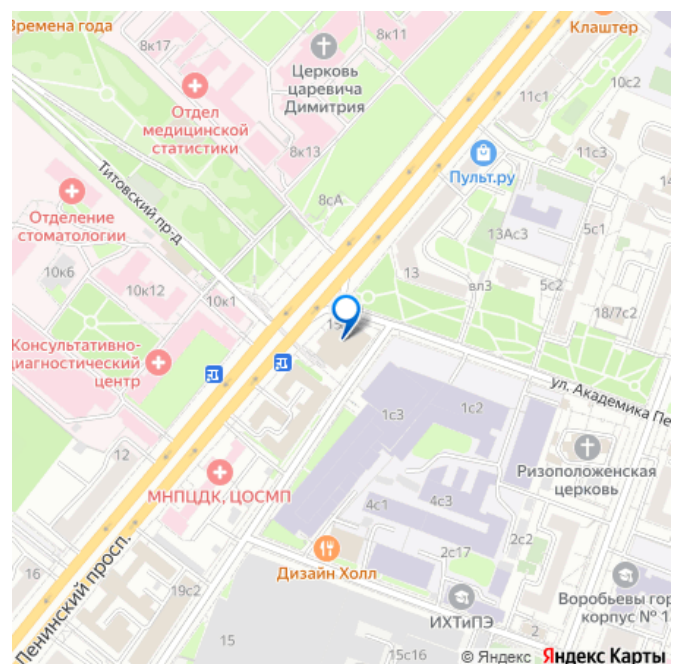 Времена года
8к17
8к11
Клаштер
10с2
Церковь
царевича
Димитрия
11с1
Отдел
медицинской
статистики
8к13
11с3
Пульт.ру
14
Титовский пр-д
8сА
Отделение
стоматологии
13Ас3
5с1
10к6
10к12
10к1
13
вл3
5с2
18/7с2
Консультативно-
диагностический
центр
ул. Академика Пе
1с3
1с2
12
МНПЦДК, ЦОСМП
Ризоположенская
церковь
4с1
4с3
Ленинский просп.
2с17
2с2
16
19с2
Дизайн Холл
ИХТиПЭ
Воробьевы гор
корпус № 1
2
15
15с16
© Яндекс Яндекс Карты